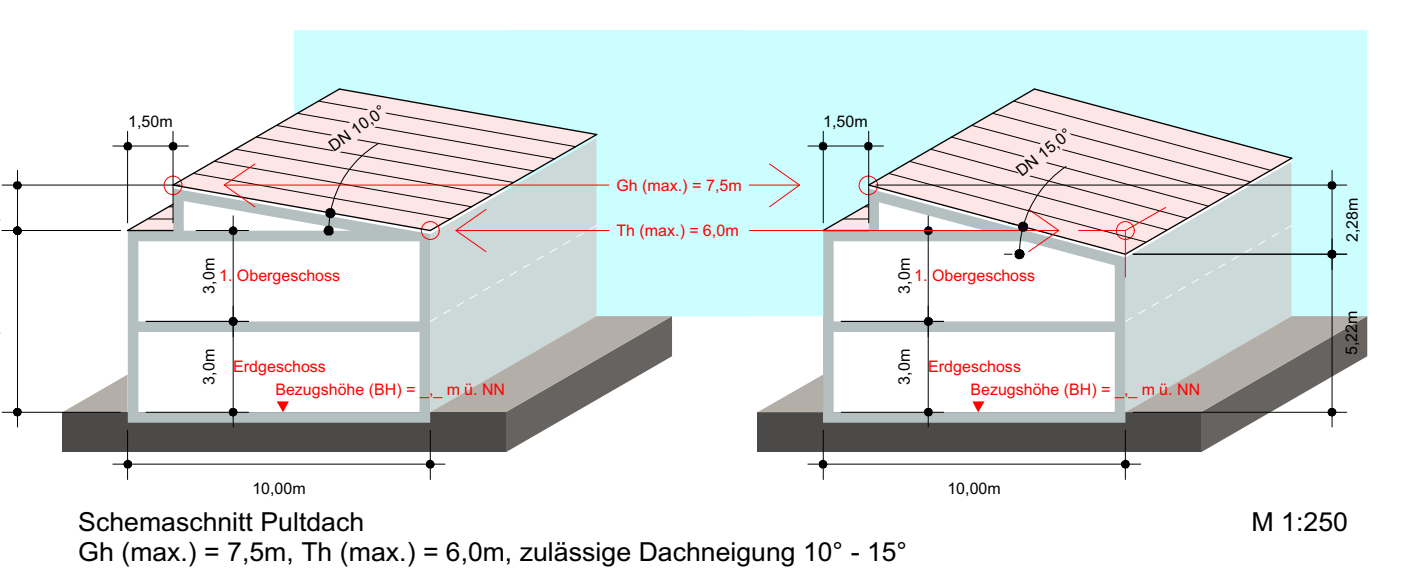 1,50m
DN 10,0°
Gh (max.) = 7,5m
Th (max.) = 6,0m
1,50m
DN 15,0°
2,28m
3,0m
1. Obergeschoss
3,0m
1. Obergeschoss
5,22m
3,0m
Erdgeschoss
Bezugshöhe (BH) = _,_ m ü. NN
3,0m
Erdgeschoss
Bezugshöhe (BH) = _,_ m ü. NN
10,00m
10,00m
Schemaschnitt Pultdach
M 1:250
Gh (max.) = 7,5m, Th (max.) = 6,0m, zulässige Dachneigung 10° - 15°